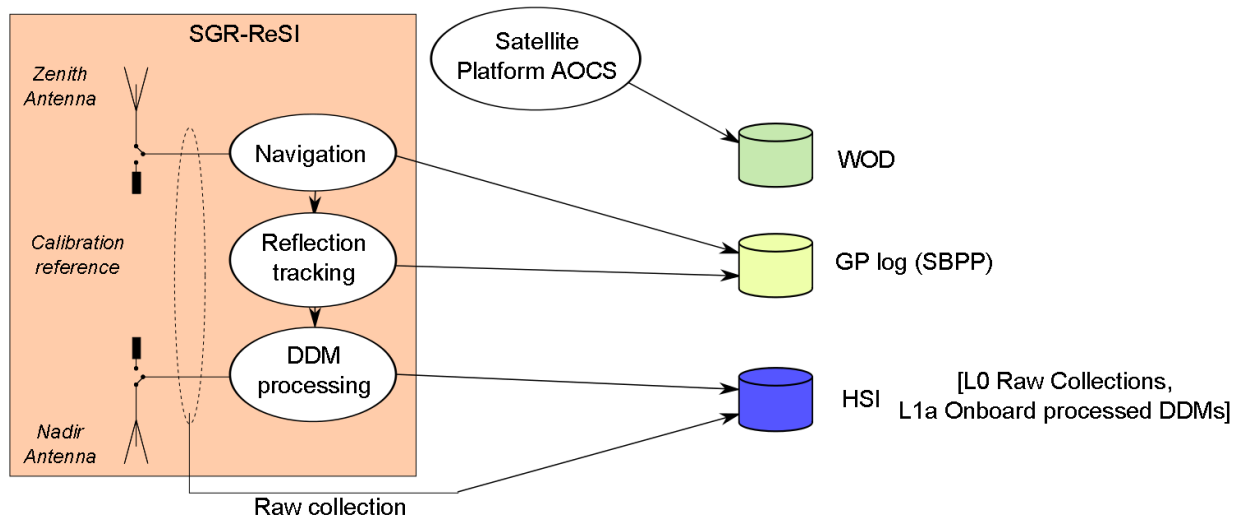 SGR-ReSI
Zenith
Antenna
Satellite
Platform AOCS
Navigation
WOD
Calibration
reference
Reflection
tracking
GP log (SBPP)
DDM
processing
HSI
[L0 Raw Collections,
L1a Onboard processed DDMs]
Nadir
Antenna
Raw collection